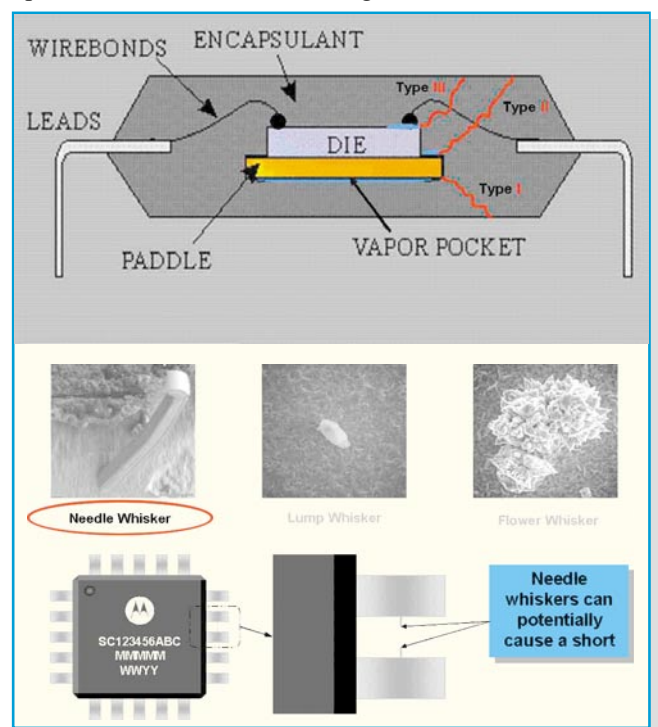 ENCAPSULANT
WIREBONDS
Type III
Type II
LEADS
DIE
Type I
VAPOR POCKET
PADDLE
Needle Whisker
Lump Whisker
Flower Whisker
SC123456ABC
MMMMM
WWYY
Needle
whiskers can
potentially
cause a short